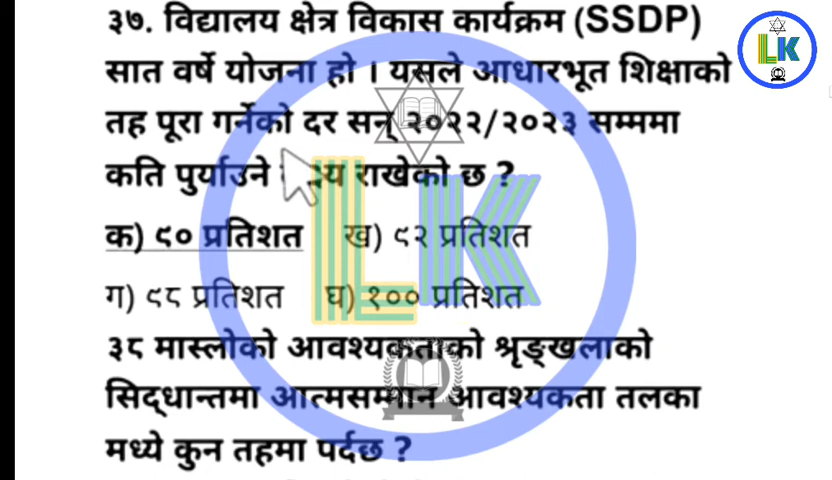 ३७. विद्यालय क्षेत्र विकास कार्यक्रम (SSDP)
सात वर्षे योजना हो । यसले आधारभूत शिक्षाको
तह पूरा गर्नेको दर सन् २०२२/२०२३ सम्ममा
कति पुर्याउने राखेको छ ?
क) ९० प्रतिशत ख) ९२ प्रतिशत
ग) ९८ प्रतिशत घ) १०० प्रतिशत
३८ मास्लोको आवश्यकताको श्रृङ्खलाको
सिद्धान्तमा आत्मसम्मान आवश्यकता तलका
मध्ये कुन तहमा पर्दछ ?
LK
LK